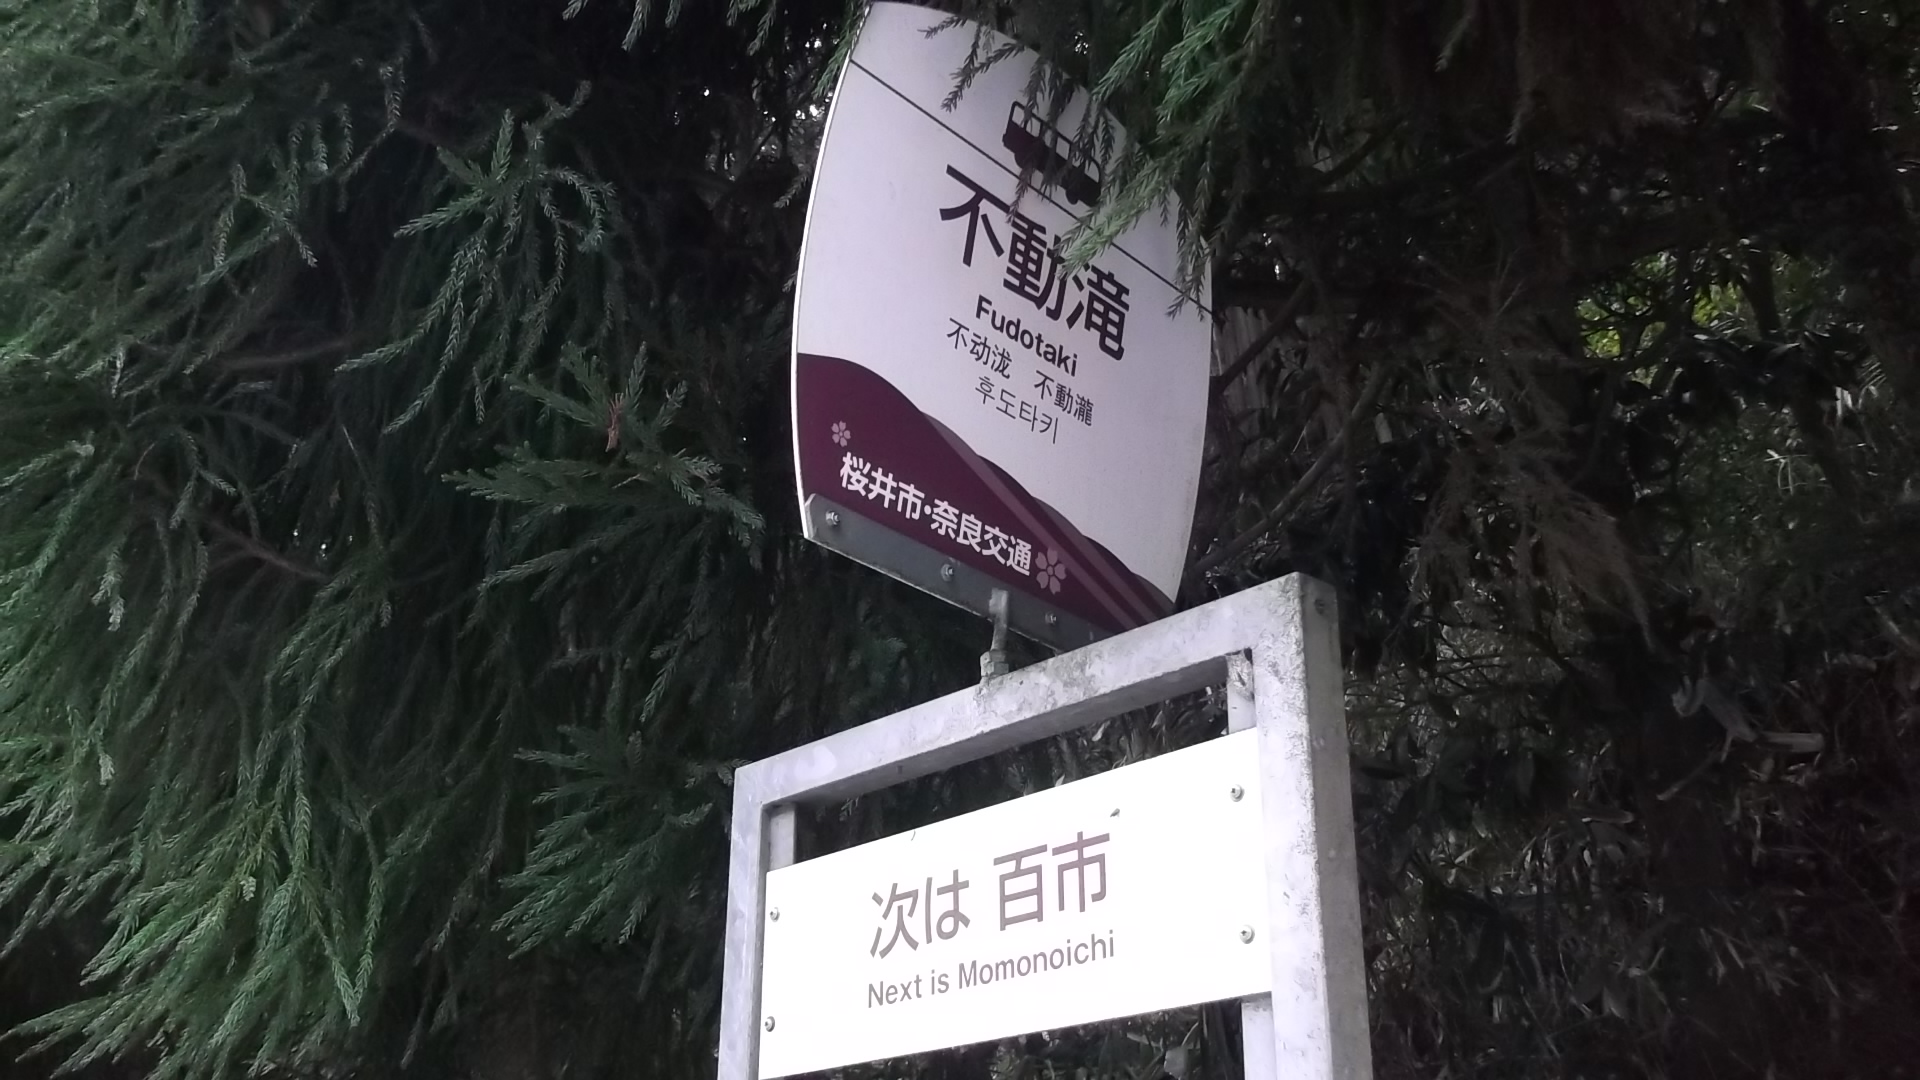 不動滝
Fudotaki
不动泷　不動瀧
후도타키
桜井市・奈良交通
次は 百市
Next is Momonoichi